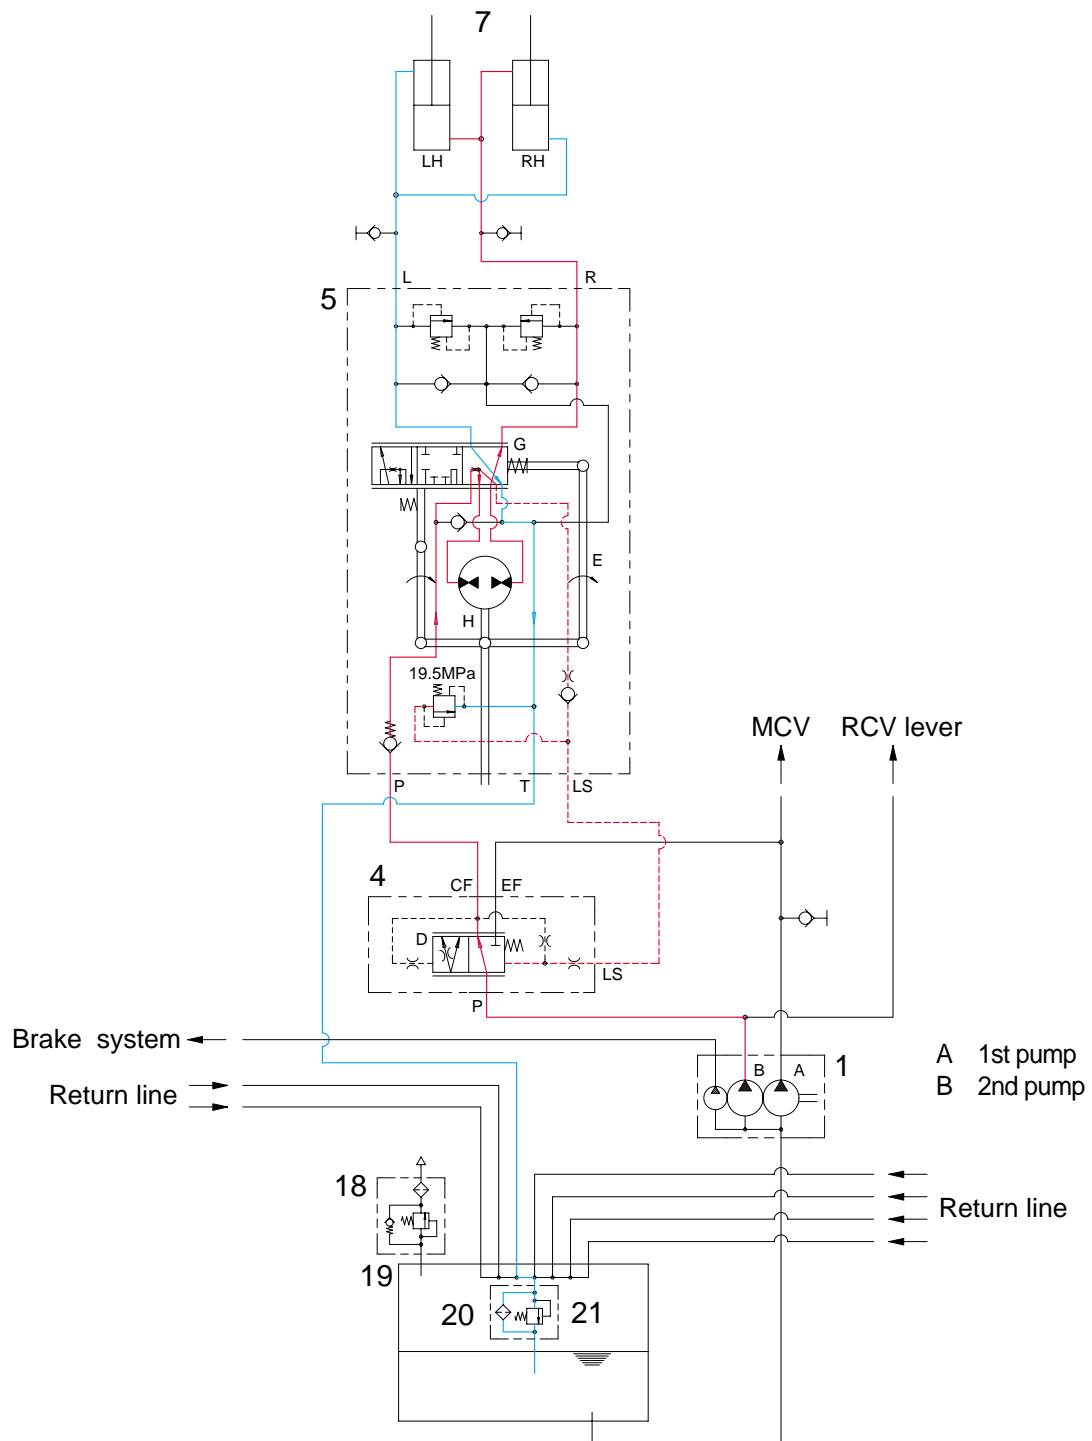 7
LH RH
L R
5
G
E
H
19.5MPa
MCV RCV lever
P T LS
4
CF EF
D
LS
P
Brake system
1
B A
A 1st pump
B 2nd pump
Return line
18
Return line
19
20 21